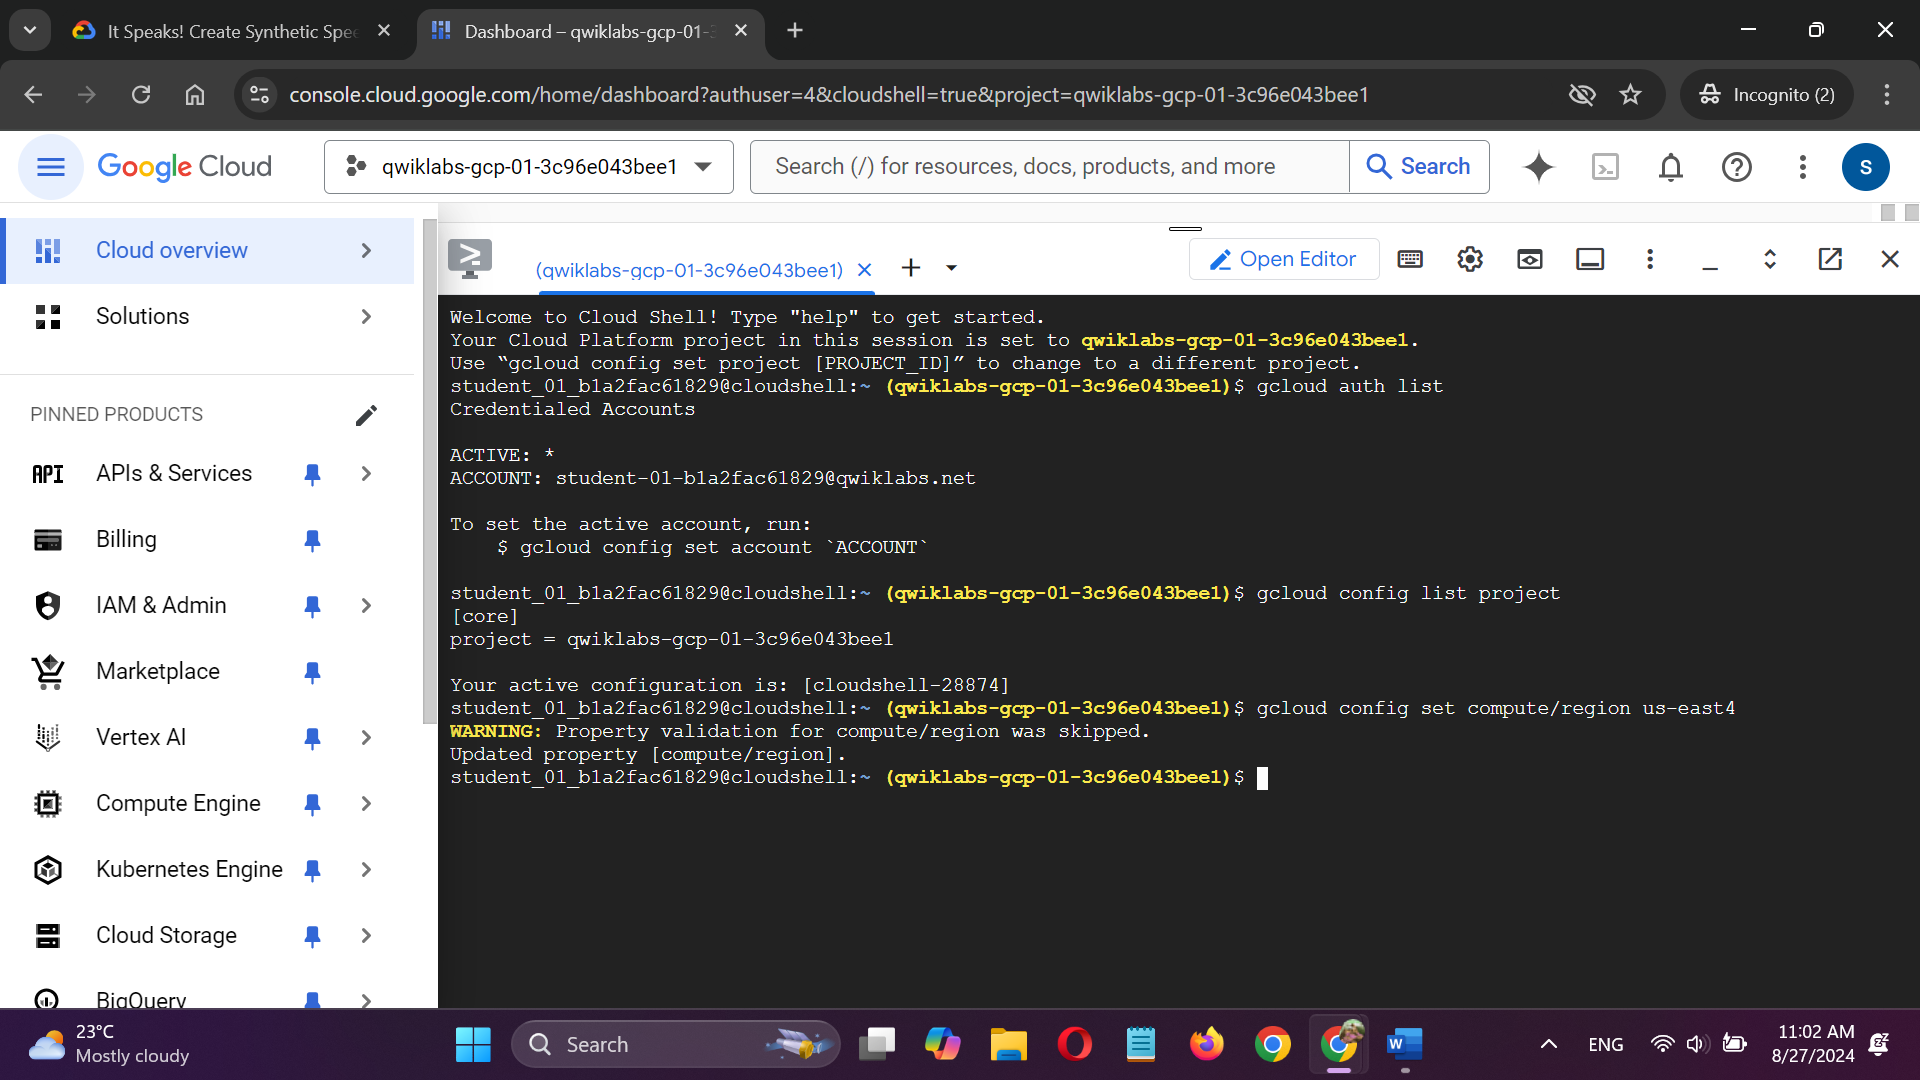 It Speaks! Create Synthetic Spee
Dashboard – qwiklabs-gcp-01-3
console.cloud.google.com/home/dashboard?authuser=4&cloudshell=true&project=qwiklabs-gcp-01-3c96e043bee1
Incognito (2)
Google Cloud
qwiklabs-gcp-01-3c96e043bee1
Search (/) for resources, docs, products, and more
Search
S
Cloud overview
Solutions
PINNED PRODUCTS
API APIs & Services
Billing
IAM & Admin
Marketplace
Vertex AI
Compute Engine
Kubernetes Engine
Cloud Storage
BigQuery
(qwiklabs-gcp-01-3c96e043bee1)
Open Editor
Welcome to Cloud Shell! Type "help" to get started.
Your Cloud Platform project in this session is set to qwiklabs-gcp-01-3c96e043bee1.
Use “gcloud config set project [PROJECT_ID]” to change to a different project.
student_01_b1a2fac61829@cloudshell:~ (qwiklabs-gcp-01-3c96e043bee1)$ gcloud auth list
Credentialed Accounts
ACTIVE: *
ACCOUNT: student-01-b1a2fac61829@qwiklabs.net
To set the active account, run:
$ gcloud config set account `ACCOUNT`
student_01_b1a2fac61829@cloudshell:~ (qwiklabs-gcp-01-3c96e043bee1)$ gcloud config list project
[core]
project = qwiklabs-gcp-01-3c96e043bee1
Your active configuration is: [cloudshell-28874]
student_01_b1a2fac61829@cloudshell:~ (qwiklabs-gcp-01-3c96e043bee1)$ gcloud config set compute/region us-east4
WARNING: Property validation for compute/region was skipped.
Updated property [compute/region].
student_01_b1a2fac61829@cloudshell:~ (qwiklabs-gcp-01-3c96e043bee1)$
23°C
Mostly cloudy
Search
W
ENG
11:02 AM
8/27/2024